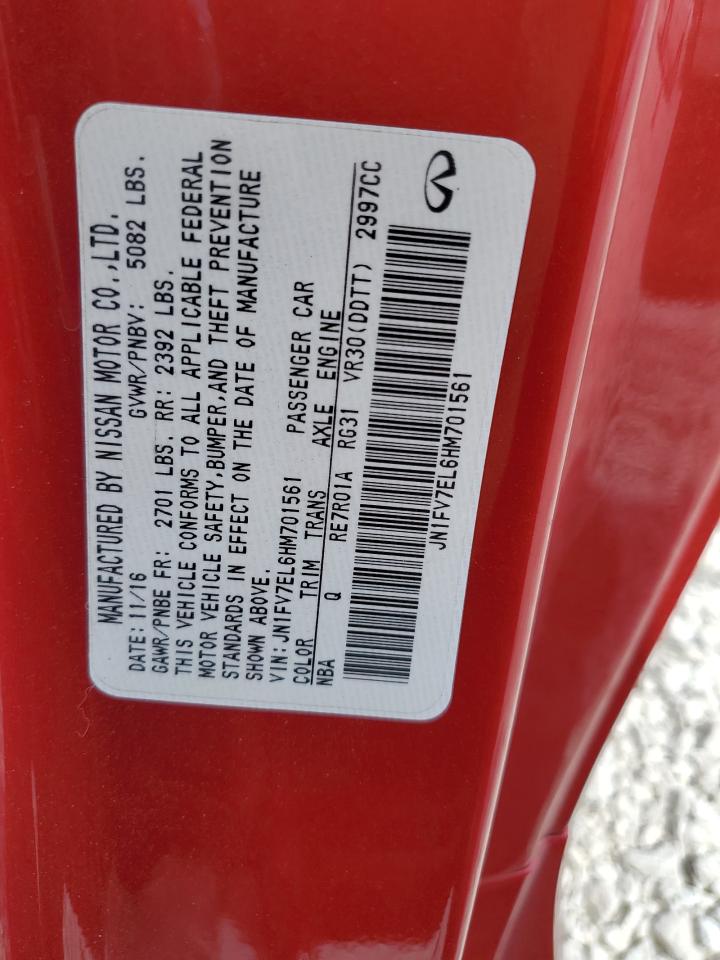 MANUFACTURED BY NISSAN MOTOR CO.,LTD.
DATE: 11/16 GVWR/PNBV: 5082 LBS.
GAWR/PNBE FR: 2701 LBS. RR: 2392 LBS.
THIS VEHICLE CONFORMS TO ALL APPLICABLE FEDERAL
MOTOR VEHICLE SAFETY,BUMPER,AND THEFT PREVENTION
STANDARDS IN EFFECT ON THE DATE OF MANUFACTURE
SHOWN ABOVE.
VIN:JN1FV7EL6HM701561 PASSENGER CAR
COLOR TRIM TRANS AXLE ENGINE
NBA Q RE7R01A RG31 VR30(DDTT) 2997CC
JN1FV7EL6HM701561